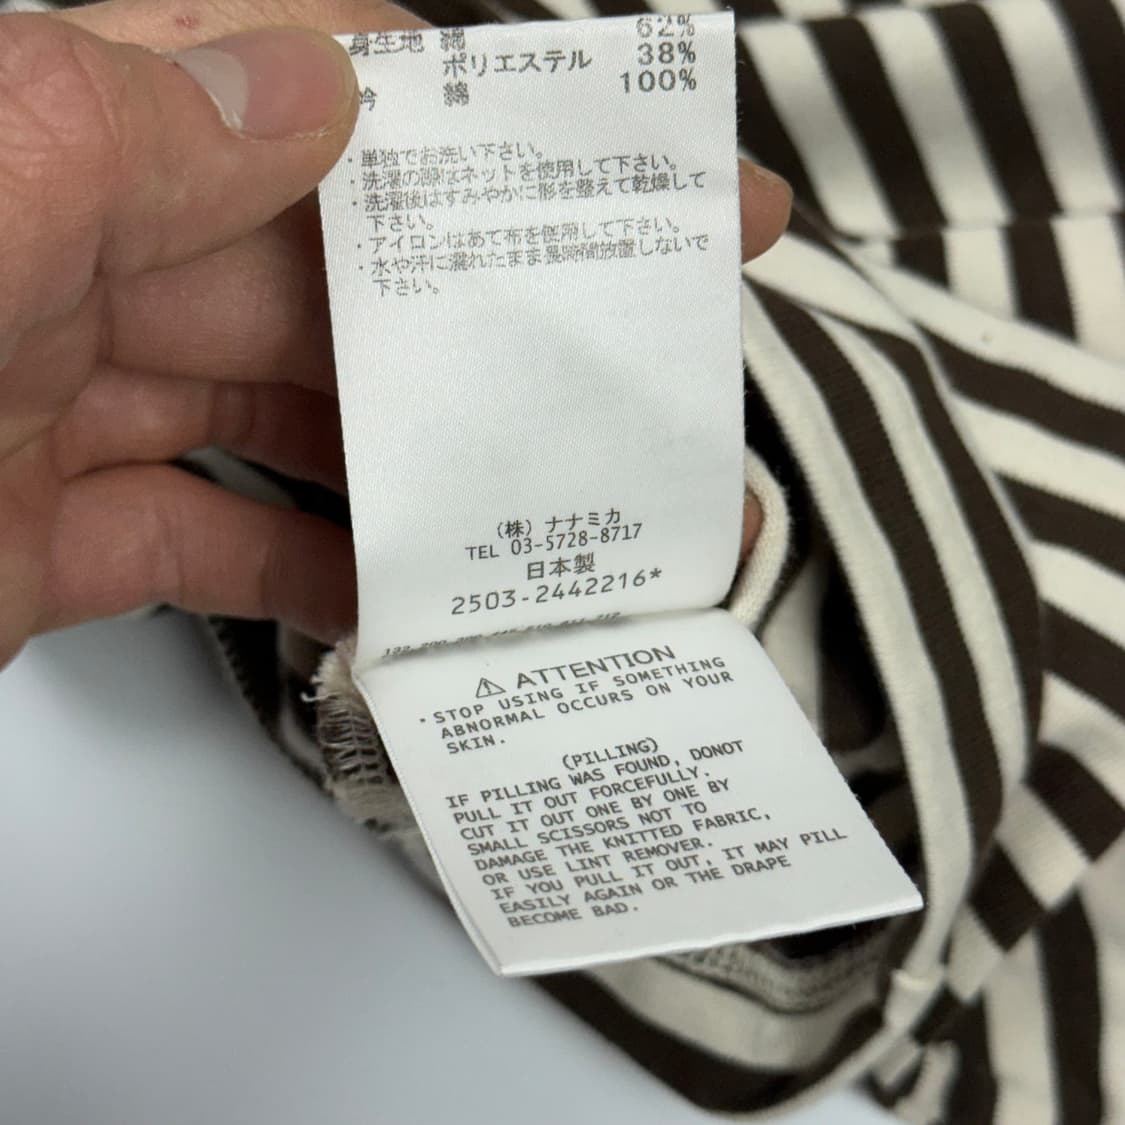 身生地 綿 62%
ポリエステル 38%
衿 綿 100%
・単独でお洗い下さい。
・洗濯の際はネットを使用して下さい。
・洗濯後はすみやかに形を整えて乾燥して
下さい。
・アイロンはあて布を使用して下さい。
・水や汗に濡れたまま長時間放置しないで
下さい。
(株) ナナミカ
TEL 03-5728-8717
日本製
2503-2442216*
⚠ ATTENTION
・STOP USING IF SOMETHING
ABNORMAL OCCURS ON YOUR
SKIN.
(PILLING)
IF PILLING WAS FOUND, DONOT
PULL IT OUT FORCEFULLY.
CUT IT OUT ONE BY ONE BY
SMALL SCISSORS NOT TO
DAMAGE THE KNITTED FABRIC,
OR USE LINT REMOVER.
IF YOU PULL IT OUT, IT MAY PILL
EASILY AGAIN OR THE DRAPE
BECOME BAD.